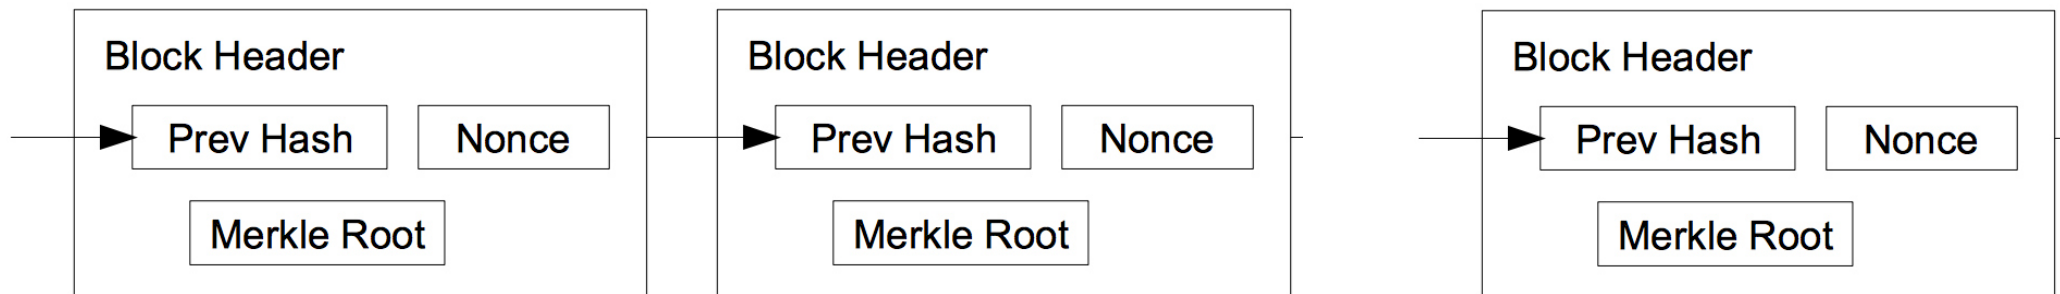 Block Header
Prev Hash
Nonce
Merkle Root
Block Header
Prev Hash
Nonce
Merkle Root
Block Header
Prev Hash
Nonce
Merkle Root